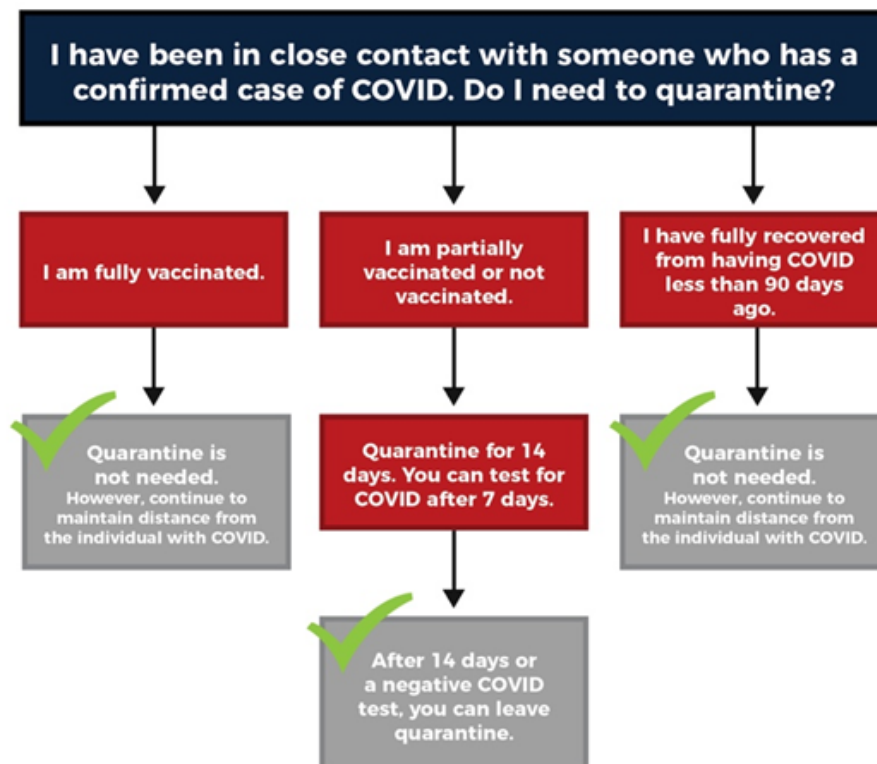 I have been in close contact with someone who has a
confirmed case of COVID. Do I need to quarantine?
I am fully vaccinated.
I am partially
vaccinated or not
vaccinated.
I have fully recovered
from having COVID
less than 90 days
ago.
Quarantine is
not needed.
However, continue to
maintain distance from
the individual with COVID.
Quarantine for 14
days. You can test for
COVID after 7 days.
Quarantine is
not needed.
However, continue to
maintain distance from
the individual with COVID.
After 14 days or
a negative COVID
test, you can leave
quarantine.